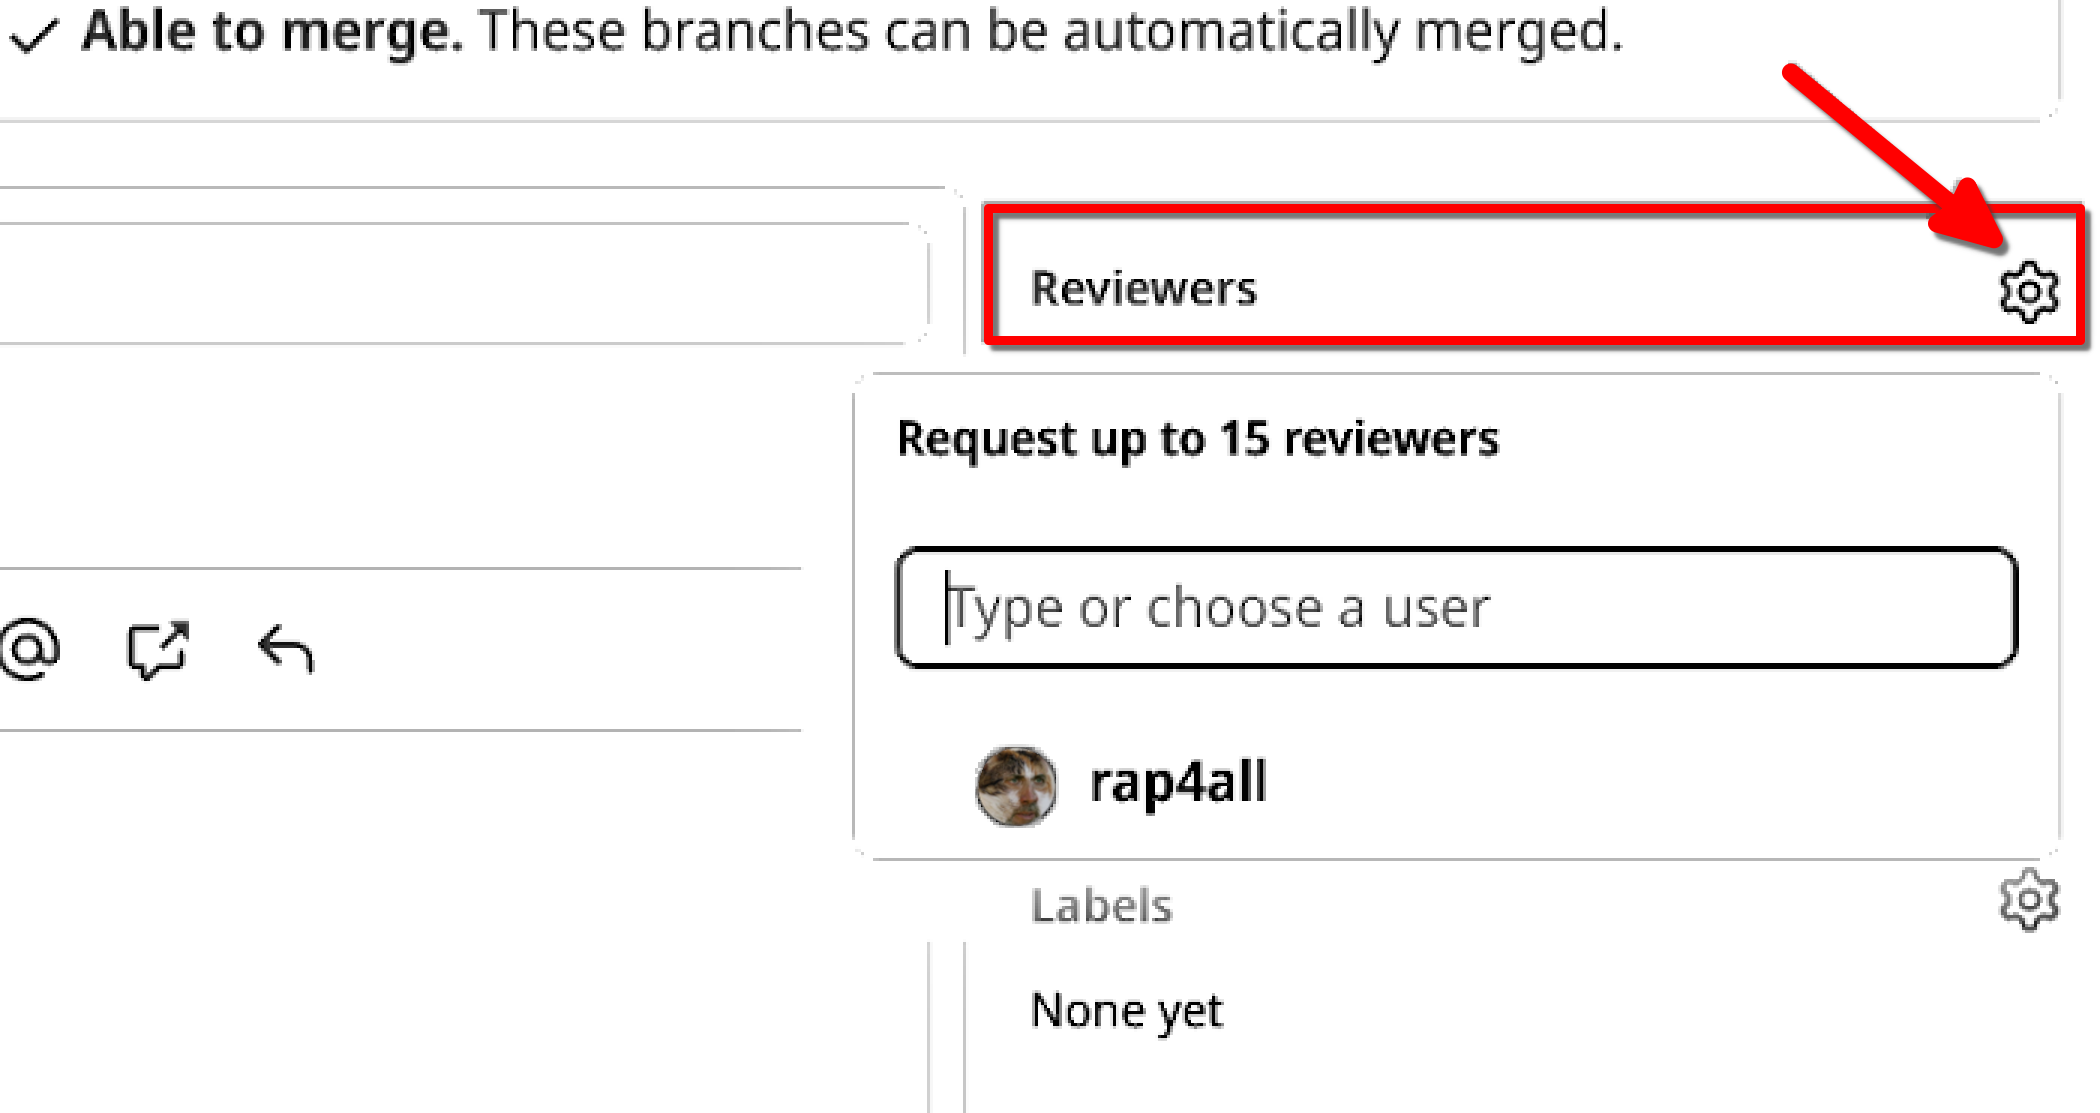 Able to merge. These branches can be automatically merged.
Reviewers
Request up to 15 reviewers
Type or choose a user
rap4all
Labels
None yet